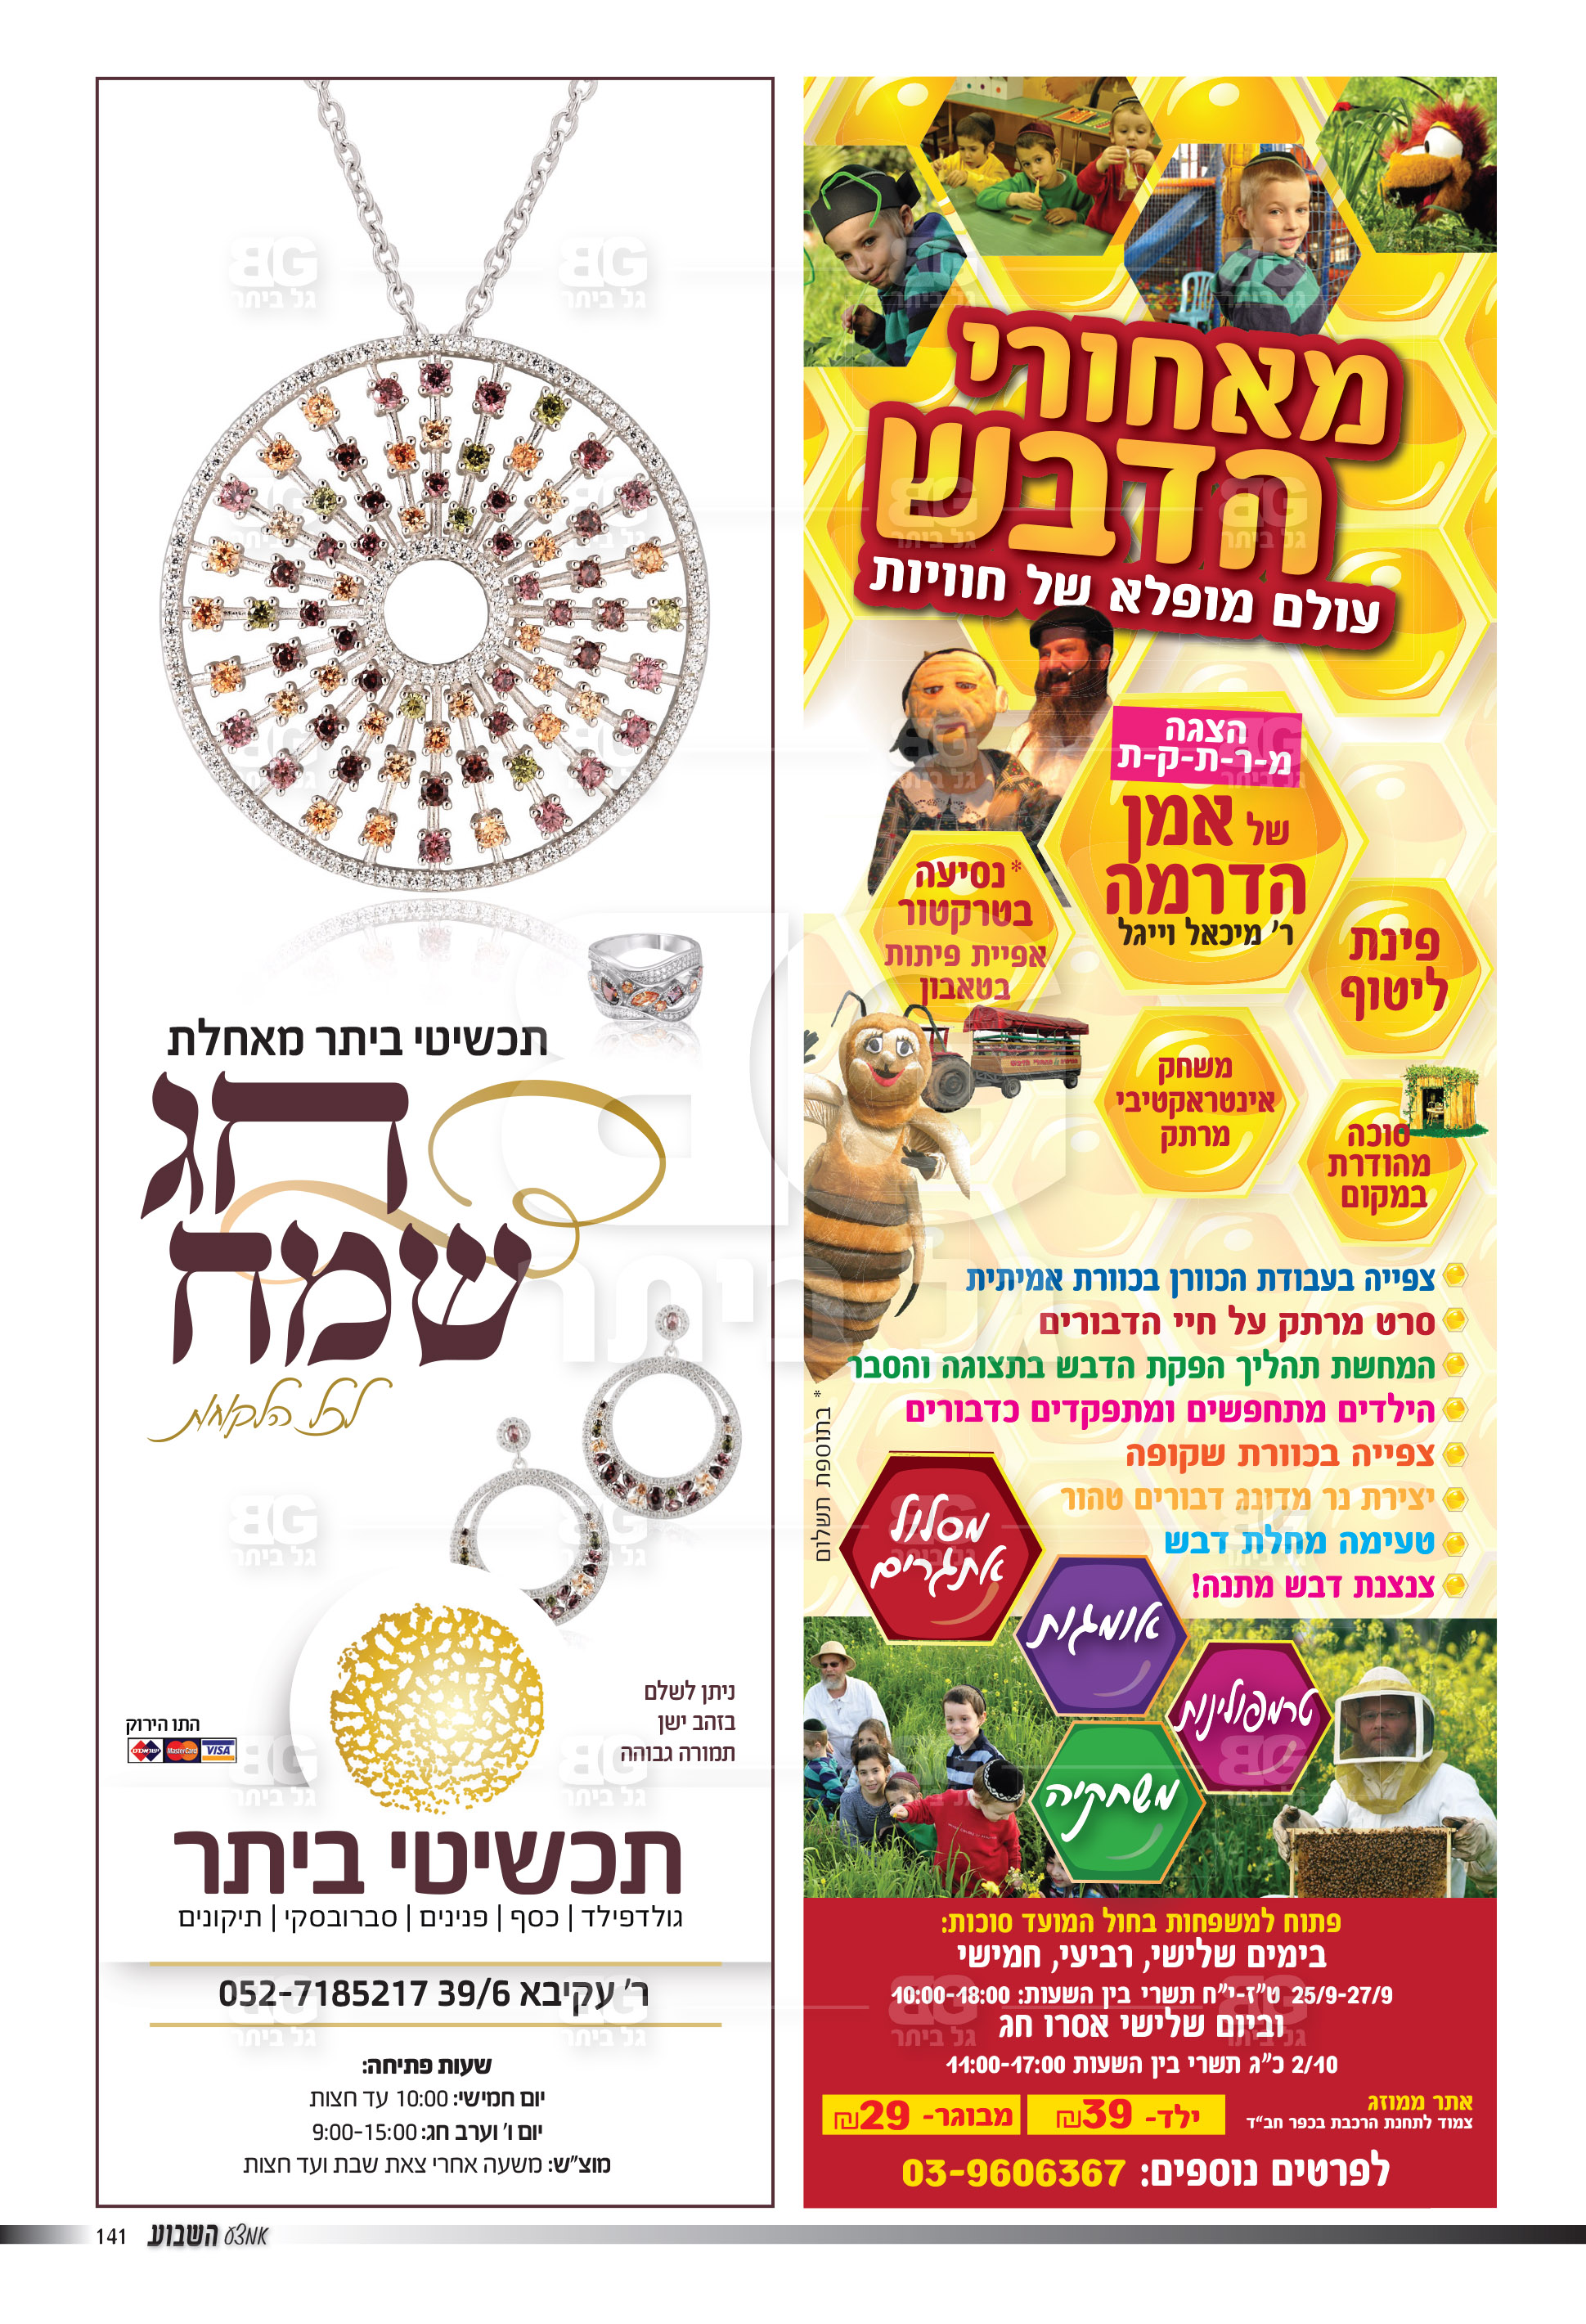 מאחורי
הדבש
עולם מופלא של חוויות
הצגה
מ-ר-ת-ק-ת
של אמן
הדרמה
ר' מיכאל וייגל
*נסיעה
בטרקטור
אפיית פיתות
בטאבון
פינת
ליטוף
משחק
אינטראקטיבי
מרתק
סוכה
מהודרת
במקום
צפייה בעבודת הכוורן בכוורת אמיתית
סרט מרתק על חיי הדבורים
המחשת תהליך הפקת הדבש בתצוגה והסבר
הילדים מתחפשים ומתפקדים כדבורים
צפייה בכוורת שקופה
יצירת נר מדונג דבורים טהור
טעימה מחלת דבש
צנצנת דבש מתנה!
* בתוספת תשלום
מסלול
אתגרים
אומגות
טרמפולינות
משחקיה
פתוח למשפחות בחול המועד סוכות:
בימים שלישי, רביעי, חמישי
25/9-27/9 ט"ז-י"ח תשרי בין השעות: 10:00-18:00
וביום שלישי אסרו חג
2/10 כ"ג תשרי בין השעות 11:00-17:00
אתר ממוזג
צמוד לתחנת הרכבת בכפר חב"ד
ילד- 39₪
מבוגר- 29₪
לפרטים נוספים: 03-9606367
תכשיטי ביתר מאחלת
חג
שמח
לכל הלקוחות
ניתן לשלם
בזהב ישן
תמורה גבוהה
התו הירוק
ישראכרט
MasterCard
VISA
תכשיטי ביתר
גולדפילד | כסף | פנינים | סברובסקי | תיקונים
ר' עקיבא 39/6 052-7185217
שעות פתיחה:
יום חמישי: 10:00 עד חצות
יום ו' וערב חג: 9:00-15:00
מוצ"ש: משעה אחרי צאת שבת ועד חצות
BG
גל ביתר
141 אמצע השבוע